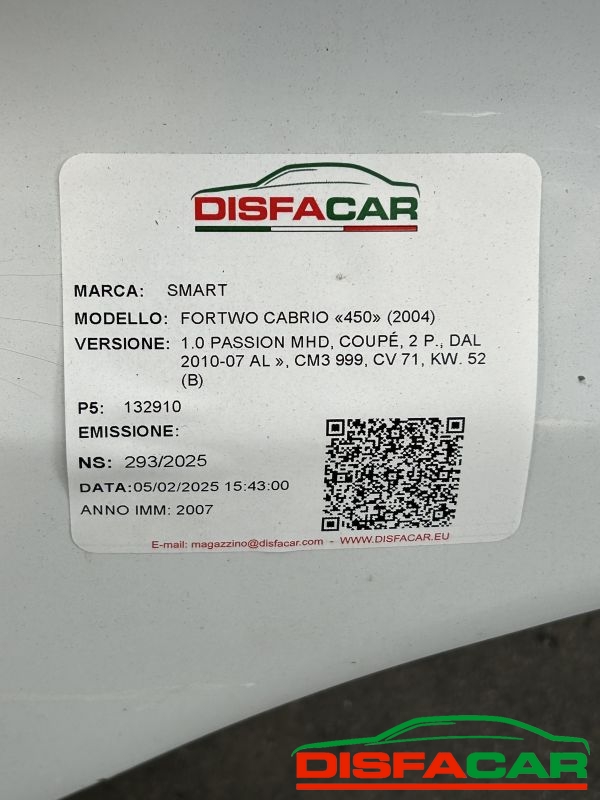 DISFACAR
MARCA: SMART
MODELLO: FORTWO CABRIO «450» (2004)
VERSIONE: 1.0 PASSION MHD, COUPÉ, 2 P., DAL
2010-07 AL », CM3 999, CV 71, KW. 52
(B)
P5: 132910
EMISSIONE:
NS: 293/2025
DATA:05/02/2025 15:43:00
ANNO IMM: 2007
E-mail: magazzino@disfacar.com - WWW.DISFACAR.EU
DISFACAR